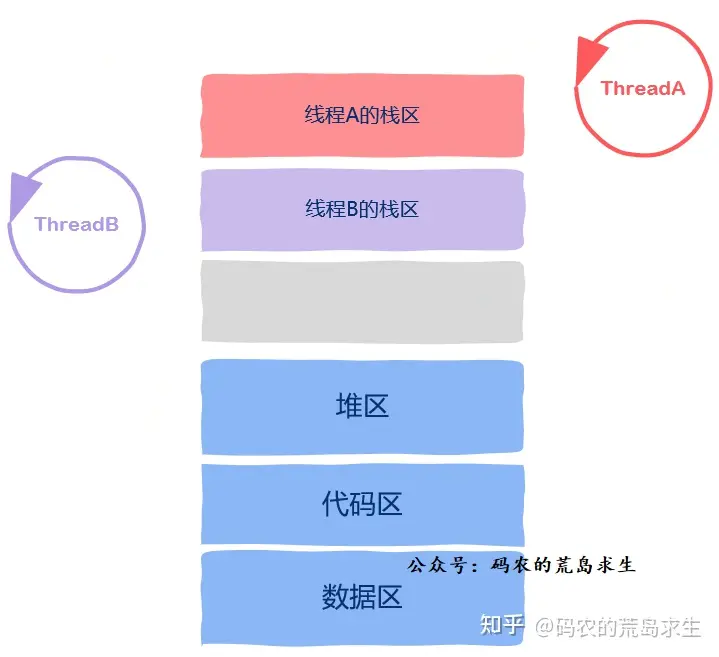 ThreadA
线程A的栈区
线程B的栈区
ThreadB
堆区
代码区
公众号：码农的荒岛求生
数据区
知乎 @码农的荒岛求生